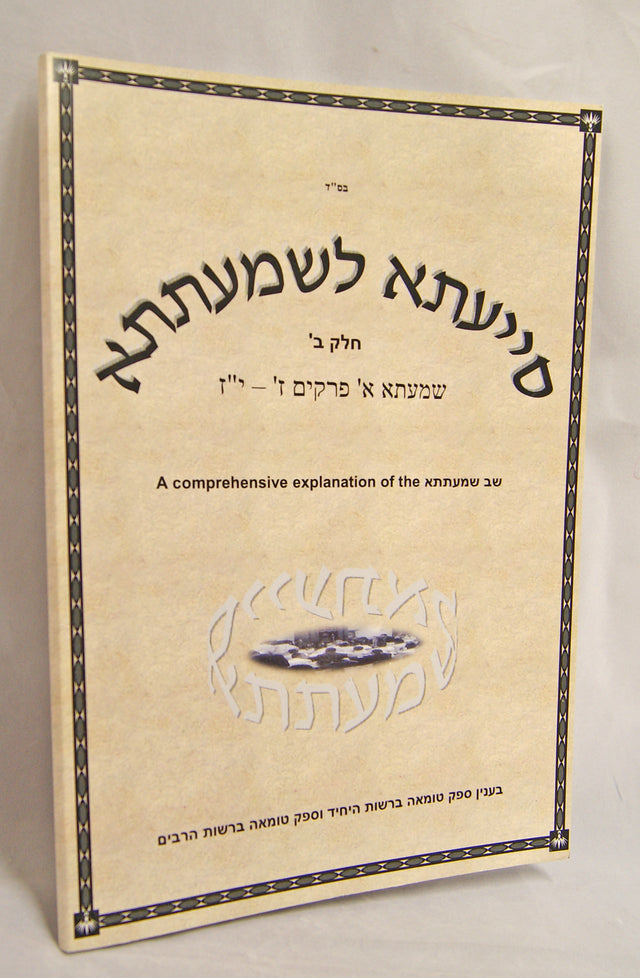 בס"ד
סייעתא לשמעתתא
חלק ב'
שמעתא א' פרקים ז' – י"ז
A comprehensive explanation of the שב שמעתתא
שמעתתא
בענין ספק טומאה ברשות היחיד וספק טומאה ברשות הרבים